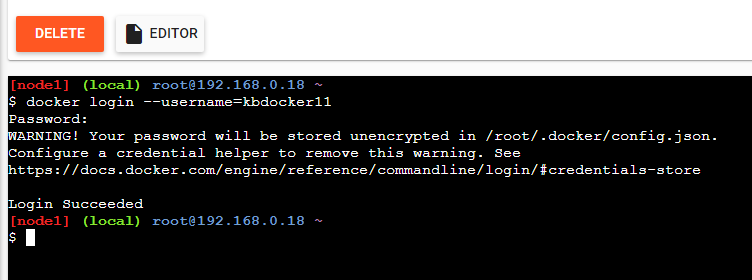 DELETE EDITOR
[node1] (local) root@192.168.0.18 ~
$ docker login --username=kbdocker11
Password:
WARNING! Your password will be stored unencrypted in /root/.docker/config.json.
Configure a credential helper to remove this warning. See
https://docs.docker.com/engine/reference/commandline/login/#credentials-store
Login Succeeded
[node1] (local) root@192.168.0.18 ~
$